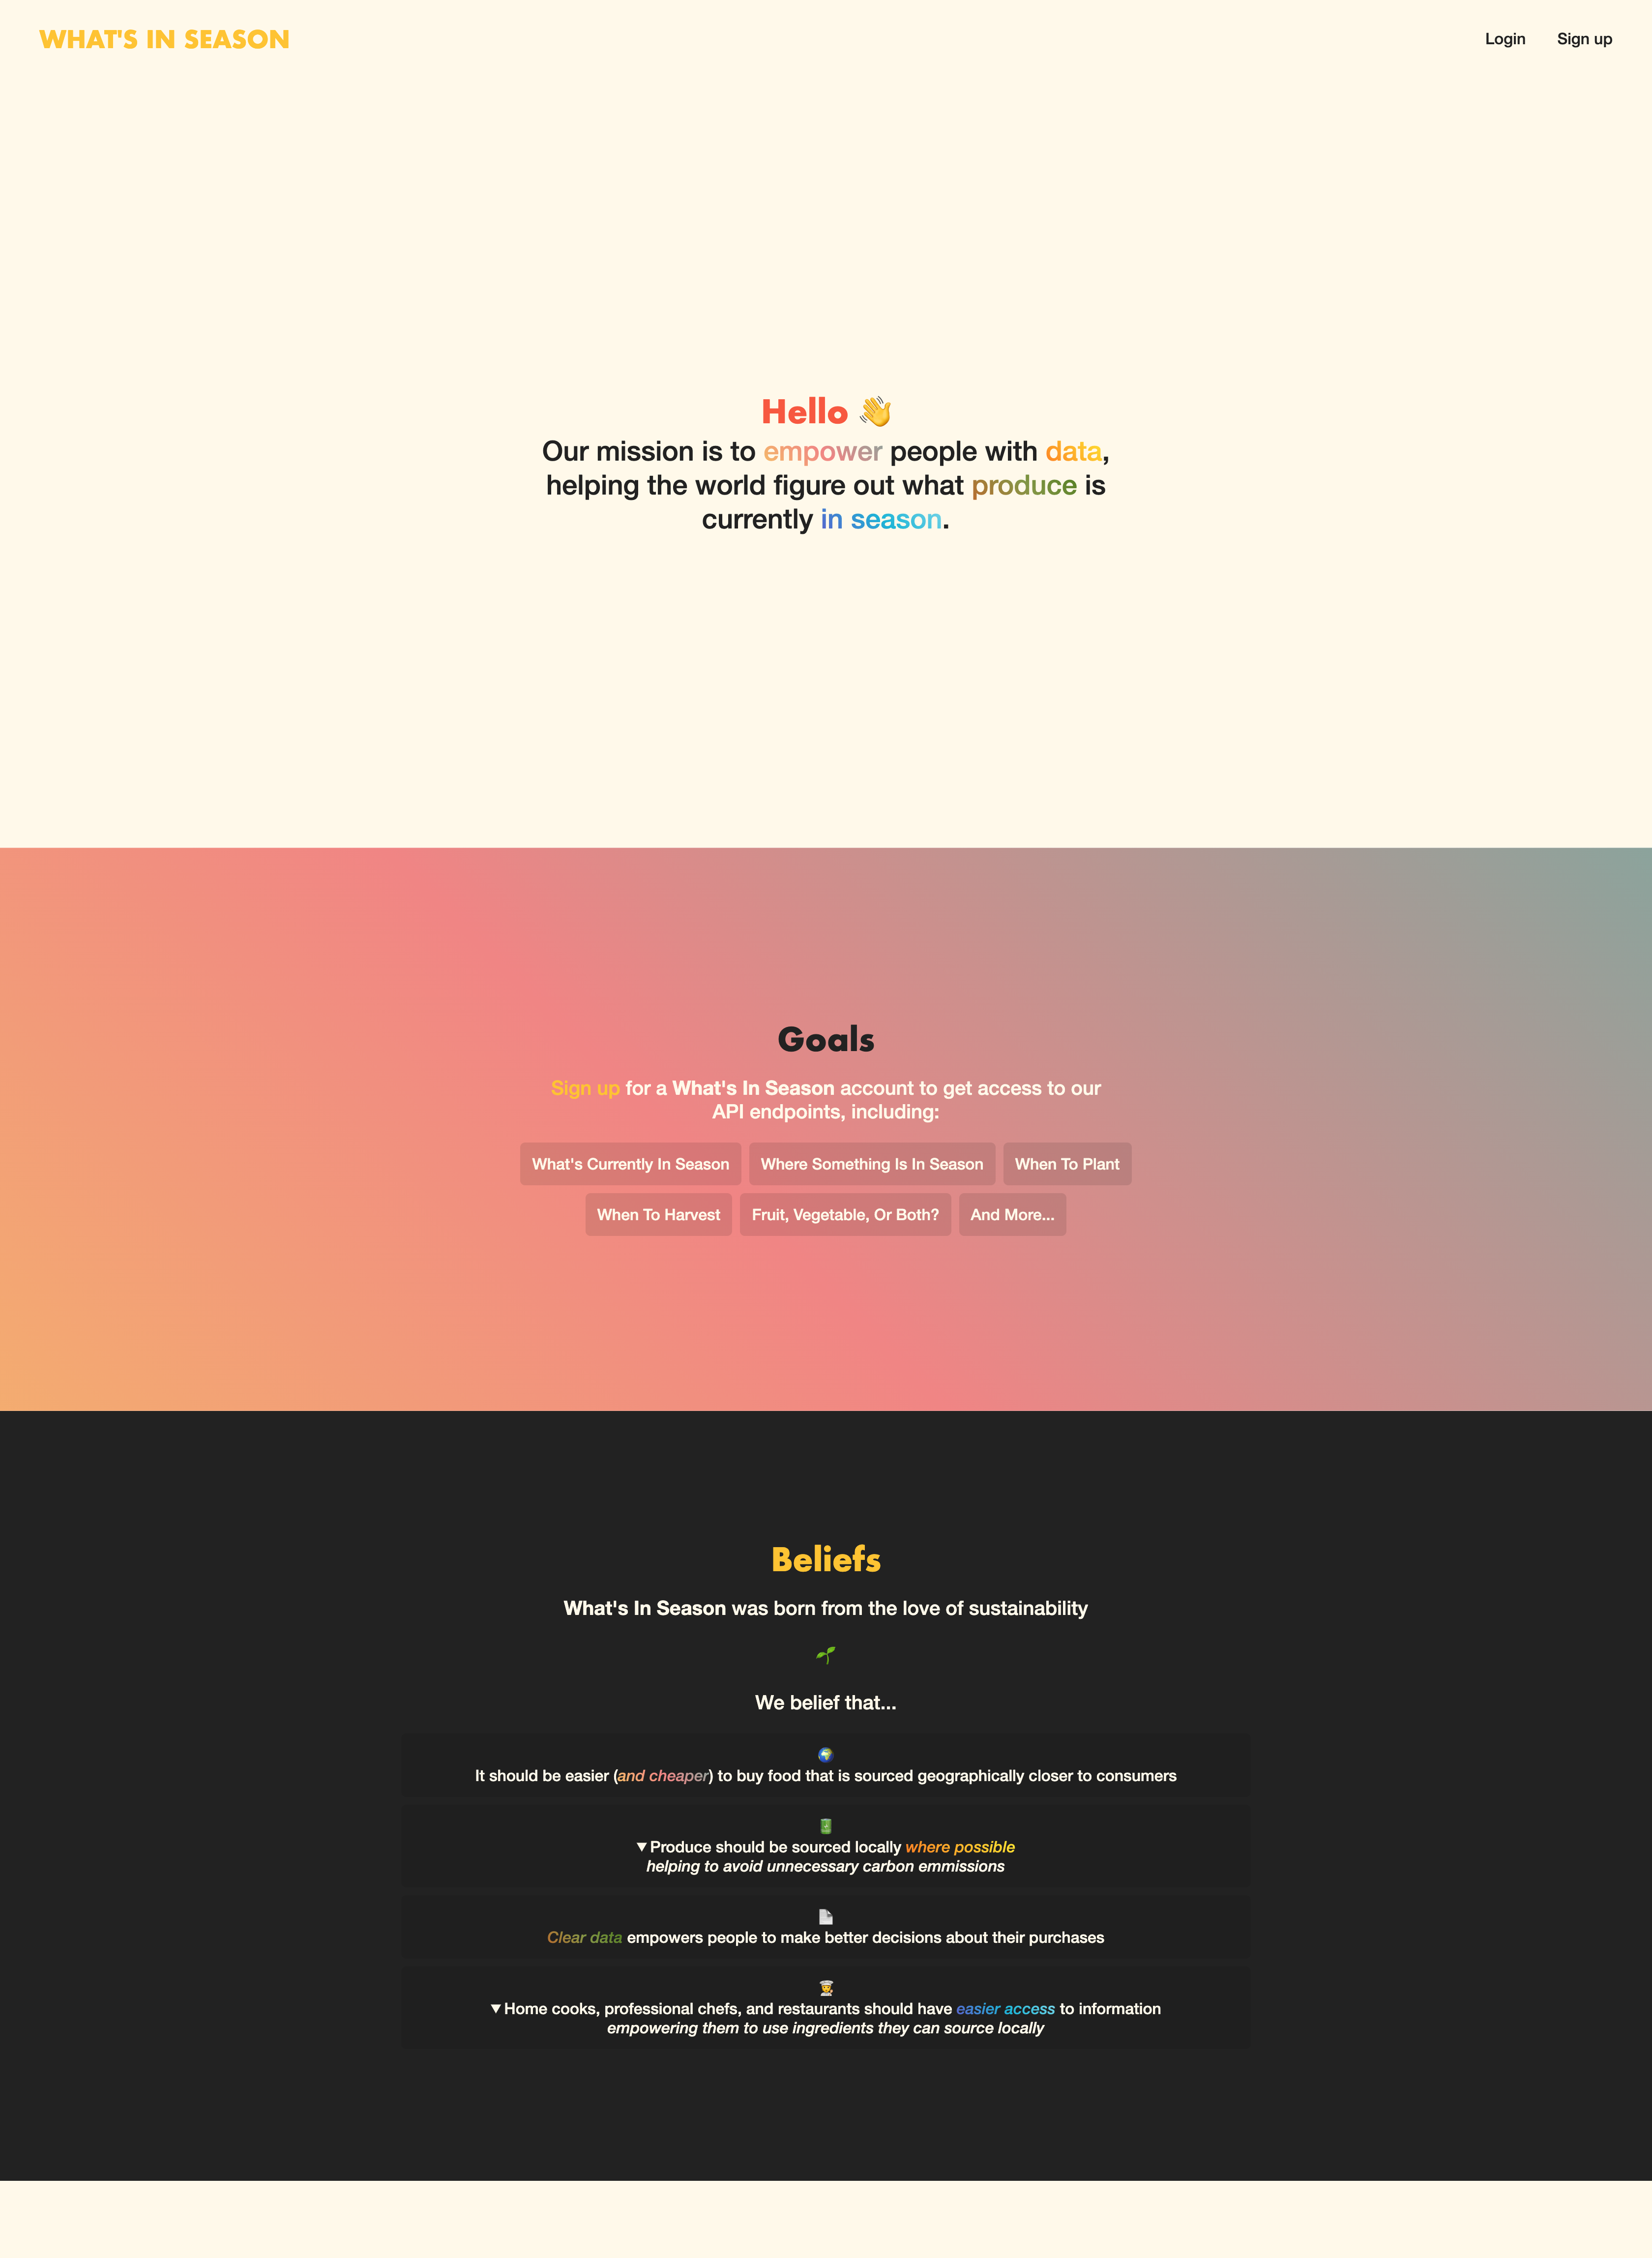 WHAT'S IN SEASON
Login
Sign up
Hello 👋
Our mission is to empower people with data,
helping the world figure out what produce is
currently in season.
Goals
Sign up for a What's In Season account to get access to our
API endpoints, including:
What's Currently In Season
Where Something Is In Season
When To Plant
When To Harvest
Fruit, Vegetable, Or Both?
And More...
Beliefs
What's In Season was born from the love of sustainability
🌱
We belief that...
🌍
It should be easier (and cheaper) to buy food that is sourced geographically closer to consumers
▼ Produce should be sourced locally where possible
helping to avoid unnecessary carbon emmissions
Clear data empowers people to make better decisions about their purchases
▼ Home cooks, professional chefs, and restaurants should have easier access to information
empowering them to use ingredients they can source locally